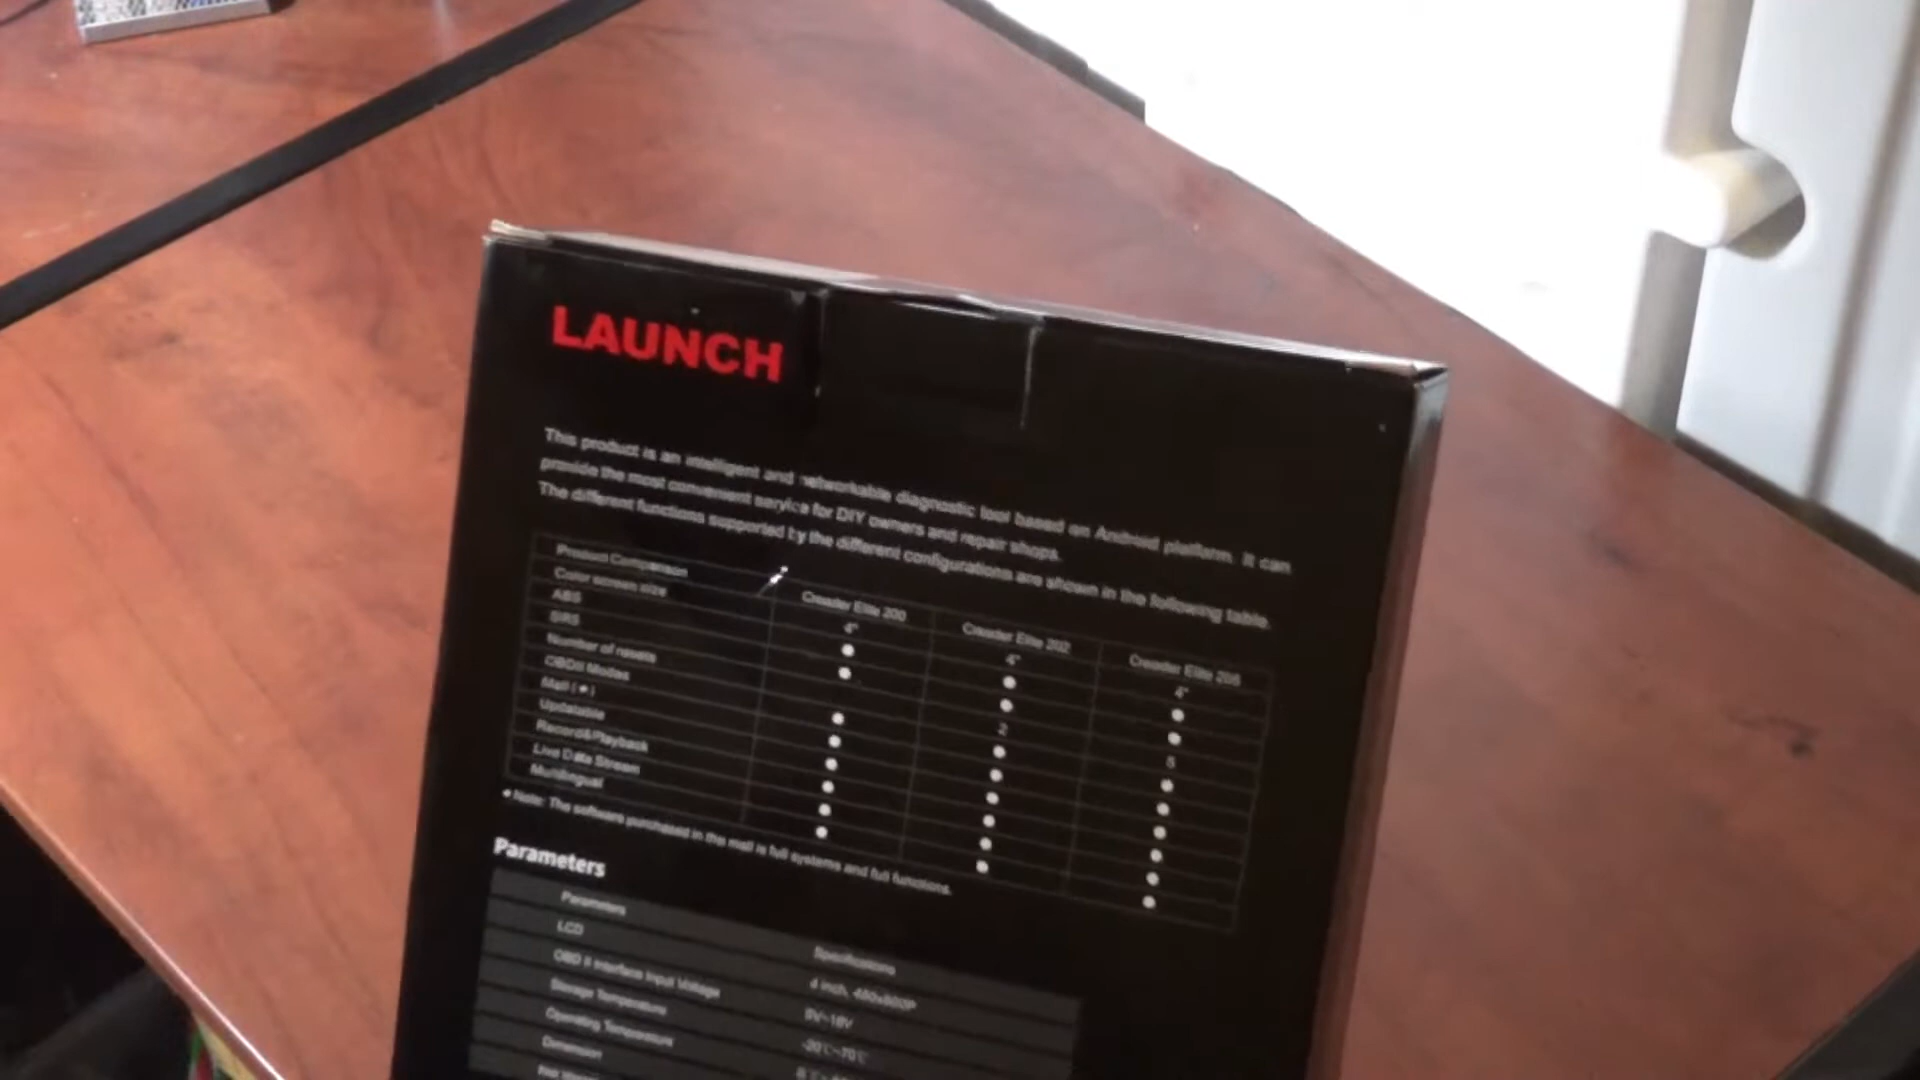 LAUNCH
This product is an intelligent and networkable diagnostic tool based on Android platform. It can
provide the most convenient service for DIY owners and repair shops.
The different functions supported by the different configurations are shown in the following table.
Product Comparison Creader Elite 200 Creader Elite 202 Creader Elite
Color screen size 4" 4" 4"
ABS ● ● ●
SRS ● ● ●
Number of resets 2
OBDII Modes ● ● ●
Mall (★) ● ● ●
Updatable ● ● ●
Record&Playback ● ● ●
Live Data Stream ● ● ●
Multilingual ● ● ●
★Note: The software purchased in the mall is full systems and full functions.
Parameters
Parameters Specifications
LCD 4 inch, 480x800P
OBD II Interface Input Voltage 9V~18V
Storage Temperature -20℃~70℃
Operating Temperature
Dimension